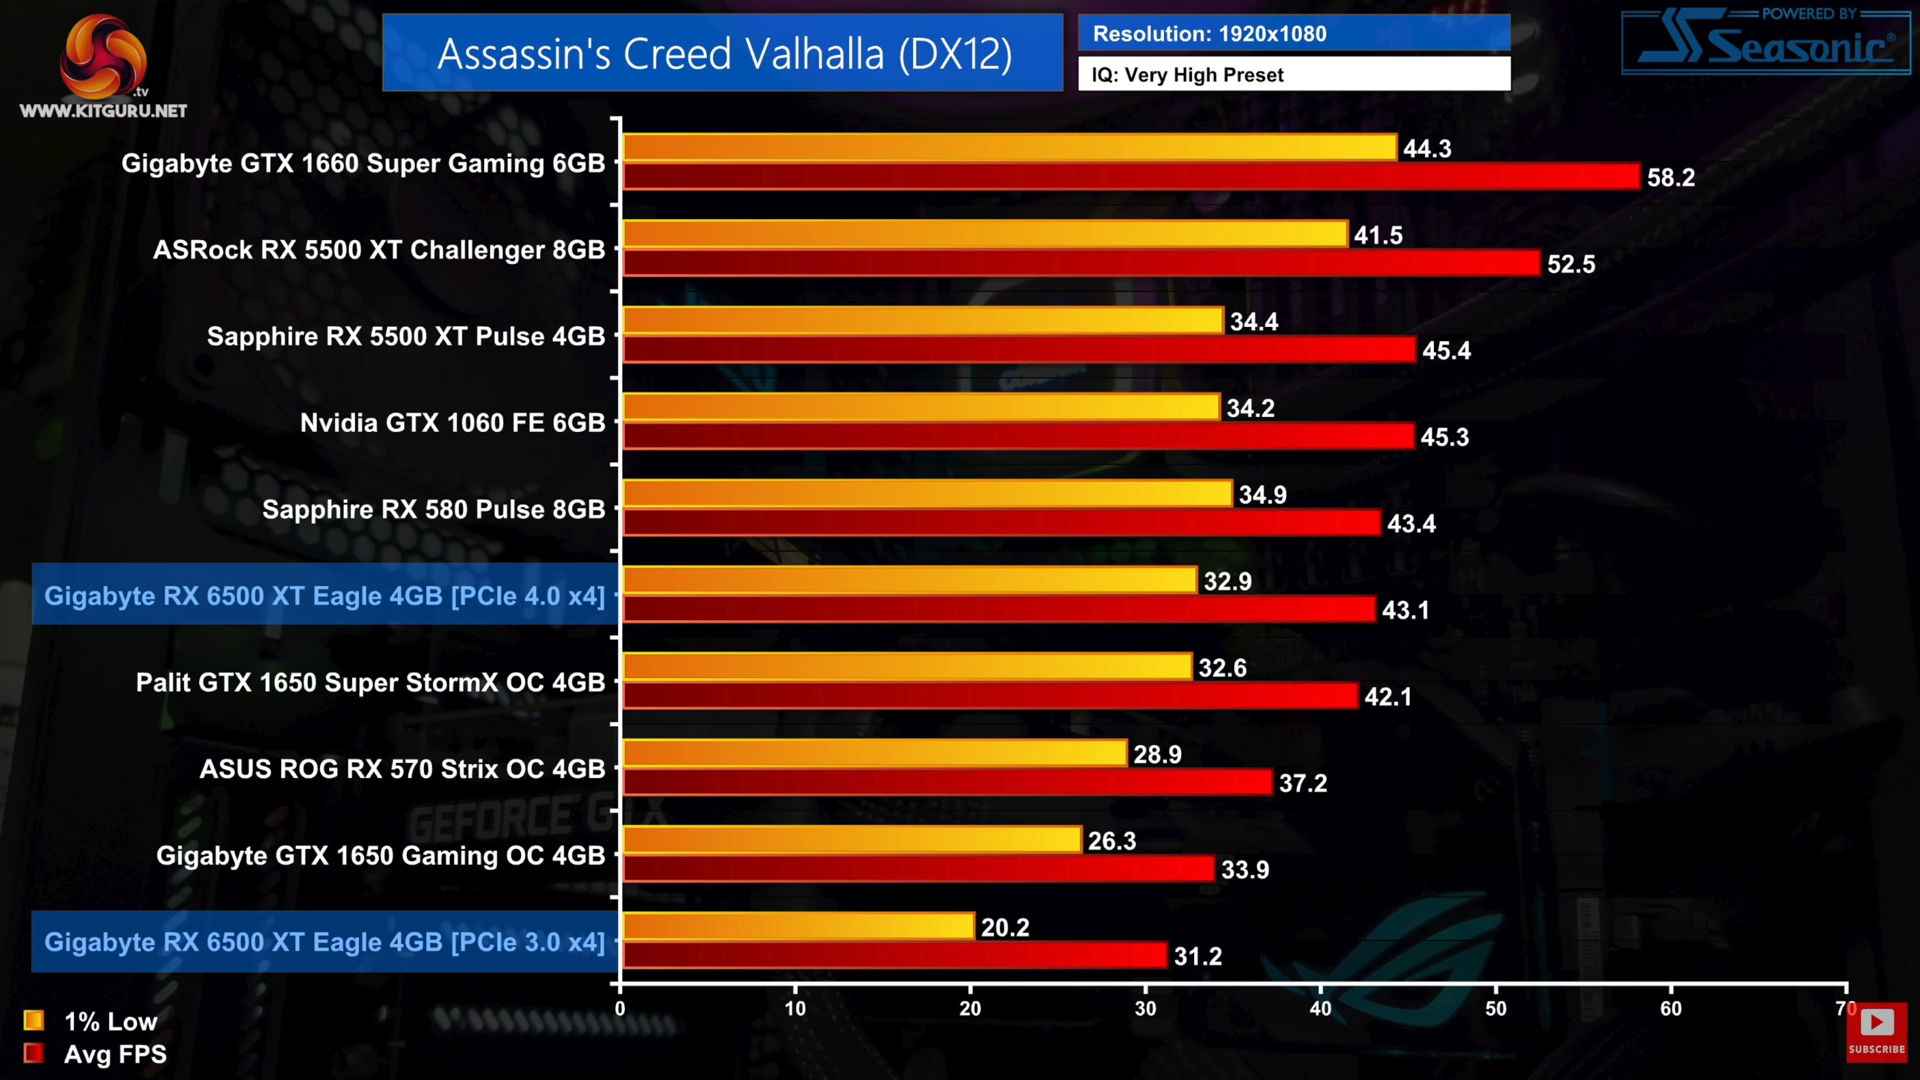 .tv
WWW.KITGURU.NET
Assassin's Creed Valhalla (DX12)
Resolution: 1920x1080
IQ: Very High Preset
POWERED BY
Seasonic®
Gigabyte GTX 1660 Super Gaming 6GB
44.3
58.2
ASRock RX 5500 XT Challenger 8GB
41.5
52.5
Sapphire RX 5500 XT Pulse 4GB
34.4
45.4
Nvidia GTX 1060 FE 6GB
34.2
45.3
Sapphire RX 580 Pulse 8GB
34.9
43.4
Gigabyte RX 6500 XT Eagle 4GB [PCIe 4.0 x4]
32.9
43.1
Palit GTX 1650 Super StormX OC 4GB
32.6
42.1
ASUS ROG RX 570 Strix OC 4GB
28.9
37.2
GEFORCE GTX
Gigabyte GTX 1650 Gaming OC 4GB
26.3
33.9
Gigabyte RX 6500 XT Eagle 4GB [PCIe 3.0 x4]
20.2
31.2
0 10 20 30 40 50 60 70
1% Low
Avg FPS
SUBSCRIBE